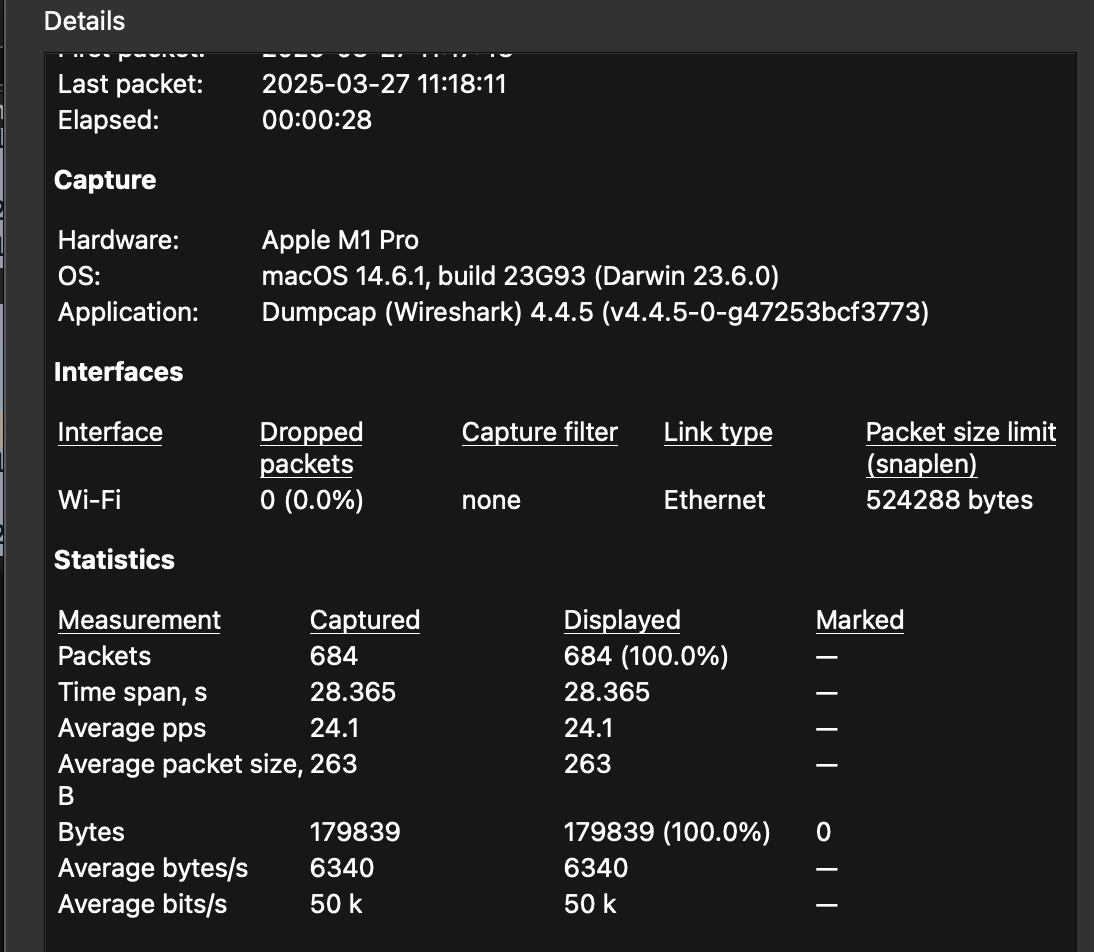 Details
Last packet: 2025-03-27 11:18:11
Elapsed: 00:00:28
Capture
Hardware: Apple M1 Pro
OS: macOS 14.6.1, build 23G93 (Darwin 23.6.0)
Application: Dumpcap (Wireshark) 4.4.5 (v4.4.5-0-g47253bcf3773)
Interfaces
Interface Dropped packets Capture filter Link type Packet size limit (snaplen)
Wi-Fi 0 (0.0%) none Ethernet 524288 bytes
Statistics
Measurement Captured Displayed Marked
Packets 684 684 (100.0%) —
Time span, s 28.365 28.365 —
Average pps 24.1 24.1 —
Average packet size, B 263 263 —
Bytes 179839 179839 (100.0%) 0
Average bytes/s 6340 6340 —
Average bits/s 50 k 50 k —